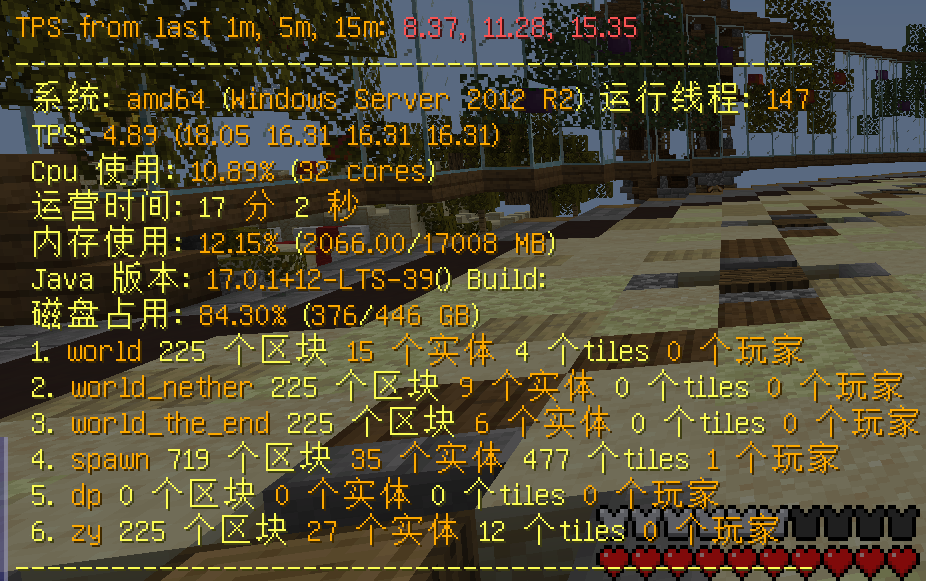 TPS from last 1m, 5m, 15m: 8.37, 11.28, 15.35
--------------------------------------------------
系统: amd64 (Windows Server 2012 R2) 运行线程: 147
TPS: 4.89 (18.05 16.31 16.31 16.31)
Cpu 使用: 10.89% (32 cores)
运营时间: 17 分 2 秒
内存使用: 12.15% (2066.00/17008 MB)
Java 版本: 17.0.1+12-LTS-39() Build:
磁盘占用: 84.30% (376/446 GB)
1. world 225 个区块 15 个实体 4 个tiles 0 个玩家
2. world_nether 225 个区块 9 个实体 0 个tiles 0 个玩家
3. world_the_end 225 个区块 6 个实体 0 个tiles 0 个玩家
4. spawn 719 个区块 35 个实体 477 个tiles 1 个玩家
5. dp 0 个区块 0 个实体 0 个tiles 0 个玩家
6. zy 225 个区块 27 个实体 12 个tiles 0 个玩家
--------------------------------------------------